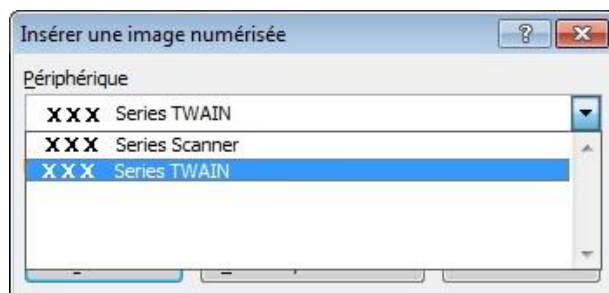 Insérer une image numérisée
Périphérique
XXX Series TWAIN
XXX Series Scanner
XXX Series TWAIN